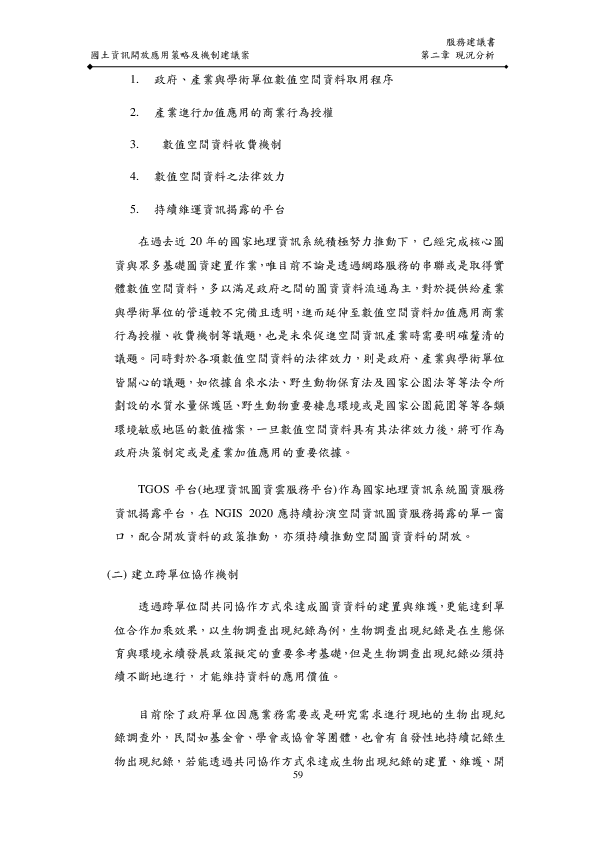 服務建議書
國土資訊開放應用策略及機制建議案 第二章 現況分析
1. 政府、產業與學術單位數值空間資料取用程序
2. 產業進行加值應用的商業行為授權
3. 數值空間資料收費機制
4. 數值空間資料之法律效力
5. 持續維運資訊揭露的平台
在過去近 20 年的國家地理資訊系統積極努力推動下，已經完成核心圖
資與眾多基礎圖資建置作業，唯目前不論是透過網路服務的串聯或是取得實
體數值空間資料，多以滿足政府之間的圖資資料流通為主，對於提供給產業
與學術單位的管道較不完備且透明，進而延伸至數值空間資料加值應用商業
行為授權、收費機制等議題，也是未來促進空間資訊產業時需要明確釐清的
議題。同時對於各項數值空間資料的法律效力，則是政府、產業與學術單位
皆關心的議題，如依據自來水法、野生動物保育法及國家公園法等等法令所
劃設的水質水量保護區、野生動物重要棲息環境或是國家公園範圍等等各類
環境敏感地區的數值檔案，一旦數值空間資料具有其法律效力後，將可作為
政府決策制定或是產業加值應用的重要依據。
TGOS 平台(地理資訊圖資雲服務平台)作為國家地理資訊系統圖資服務
資訊揭露平台，在 NGIS 2020 應持續扮演空間資訊圖資服務揭露的單一窗
口，配合開放資料的政策推動，亦須持續推動空間圖資資料的開放。
(二) 建立跨單位協作機制
透過跨單位間共同協作方式來達成圖資資料的建置與維護，更能達到單
位合作加乘效果，以生物調查出現紀錄為例，生物調查出現紀錄是在生態保
育與環境永續發展政策擬定的重要參考基礎，但是生物調查出現紀錄必須持
續不斷地進行，才能維持資料的應用價值。
目前除了政府單位因應業務需要或是研究需求進行現地的生物出現紀
錄調查外，民間如基金會、學會或協會等團體，也會有自發性地持續記錄生
物出現紀錄，若能透過共同協作方式來達成生物出現紀錄的建置、維護、開
59